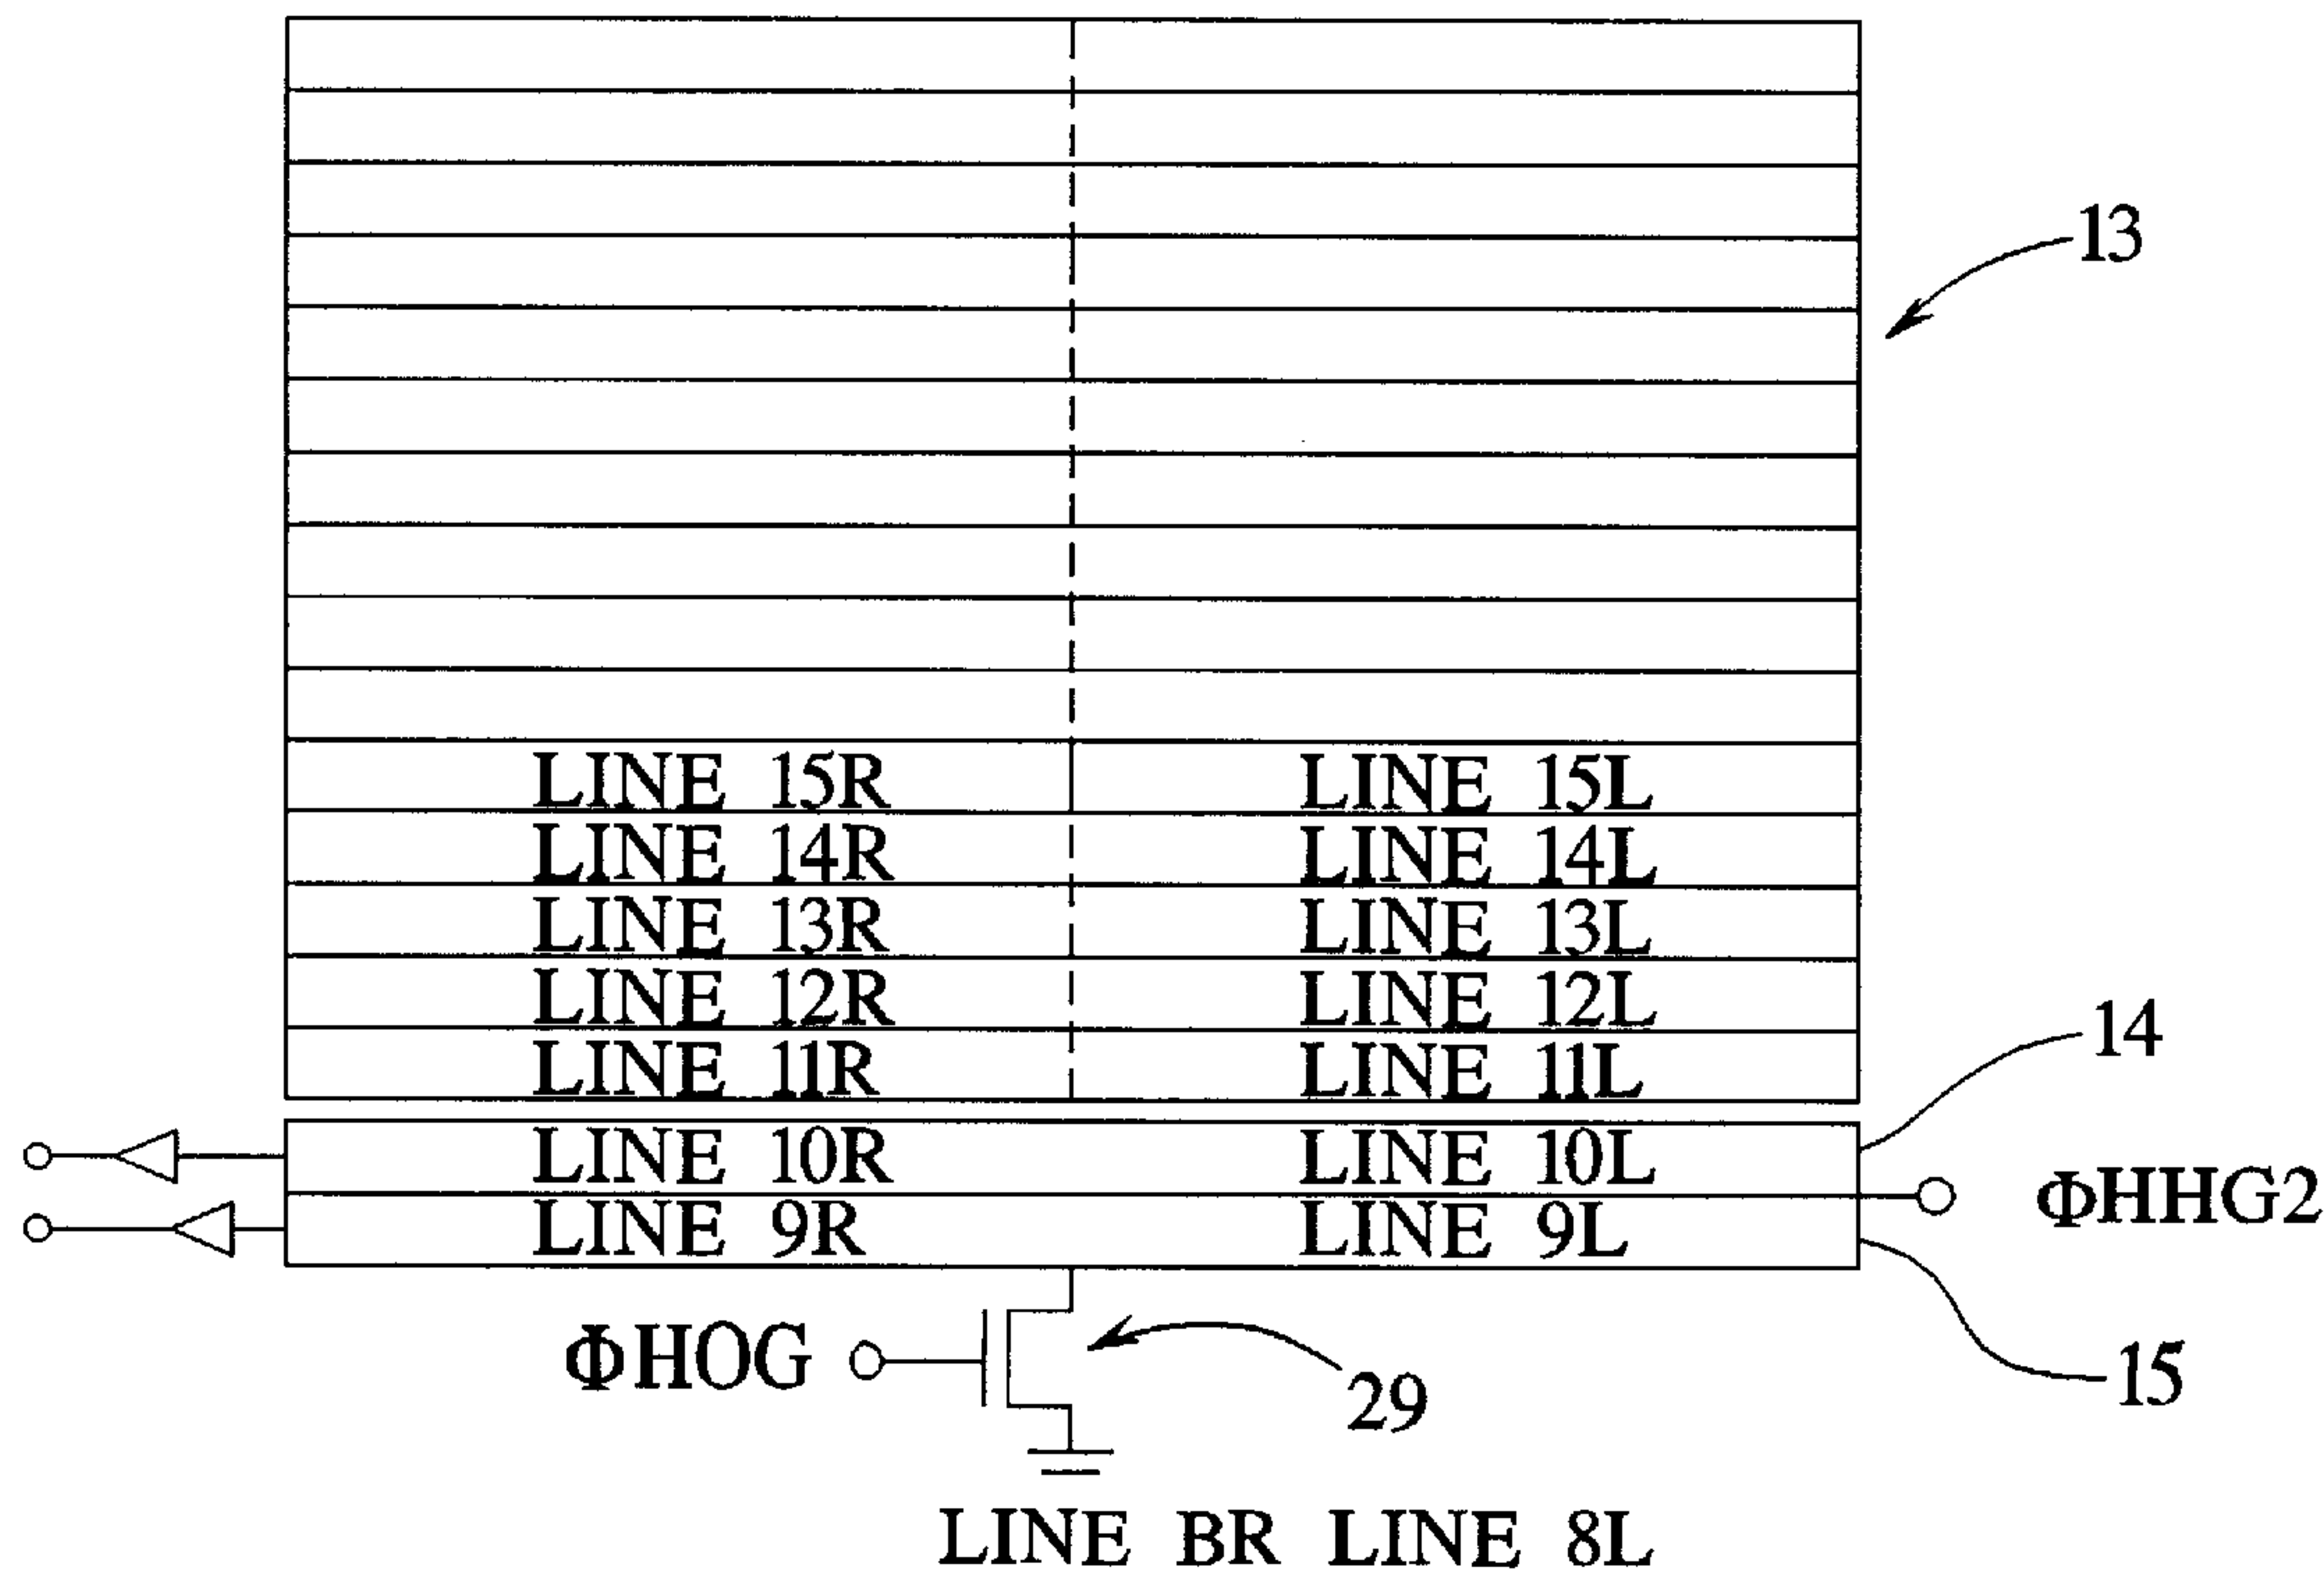 13
LINE 15R LINE 15L
LINE 14R LINE 14L
LINE 13R LINE 13L
LINE 12R LINE 12L
LINE 11R LINE 11L
14
LINE 10R LINE 10L
ΦHHG2
LINE 9R LINE 9L
ΦHOG
29
15
LINE BR LINE 8L